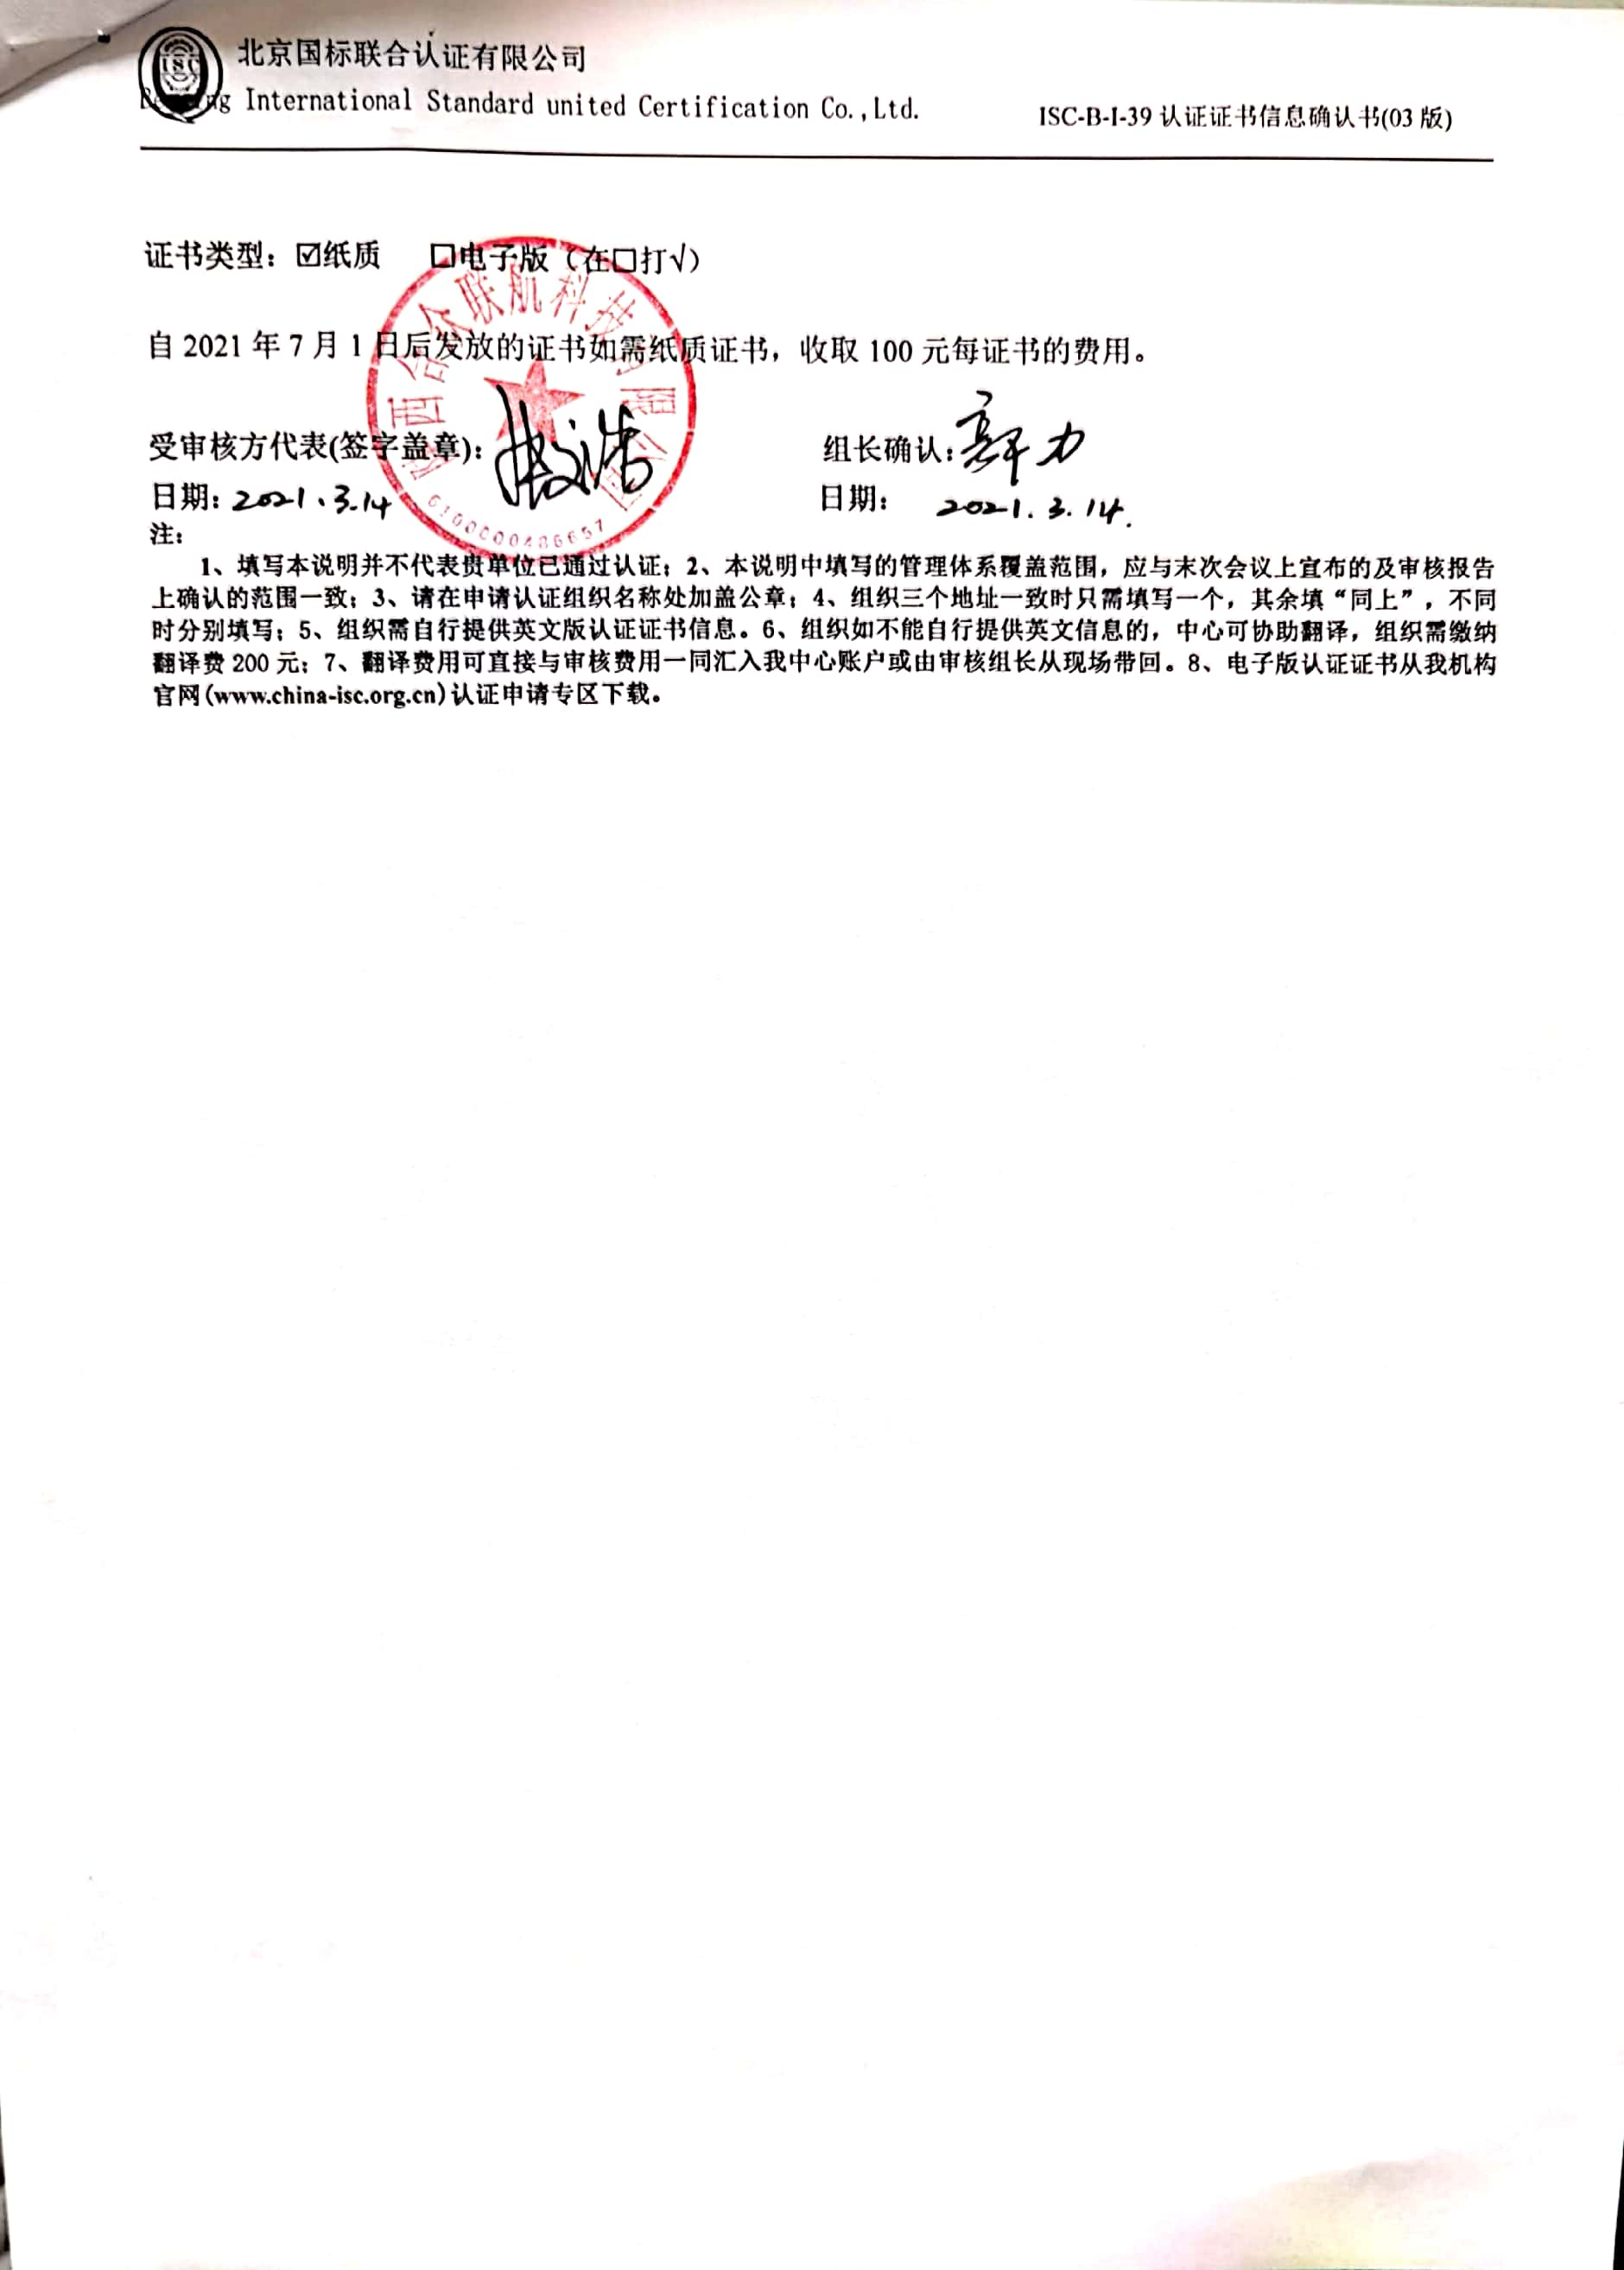 北京国标联合认证有限公司
Beijing International Standard united Certification Co.,Ltd.
ISC-B-I-39 认证证书信息确认书(03 版)
证书类型：☑纸质 □电子版（在□打√）
自 2021 年 7 月 1 日后发放的证书如需纸质证书，收取 100 元每证书的费用。
受审核方代表(签字盖章)：
组长确认：
日期：2021.3.14
日期： 2021.3.14.
注：
1、填写本说明并不代表贵单位已通过认证；2、本说明中填写的管理体系覆盖范围，应与末次会议上宣布的及审核报告
上确认的范围一致；3、请在申请认证组织名称处加盖公章；4、组织三个地址一致时只需填写一个，其余填“同上”，不同
时分别填写；5、组织需自行提供英文版认证证书信息。6、组织如不能自行提供英文信息的，中心可协助翻译，组织需缴纳
翻译费 200 元；7、翻译费用可直接与审核费用一同汇入我中心账户或由审核组长从现场带回。8、电子版认证证书从我机构
官网(www.china-isc.org.cn)认证申请专区下载。